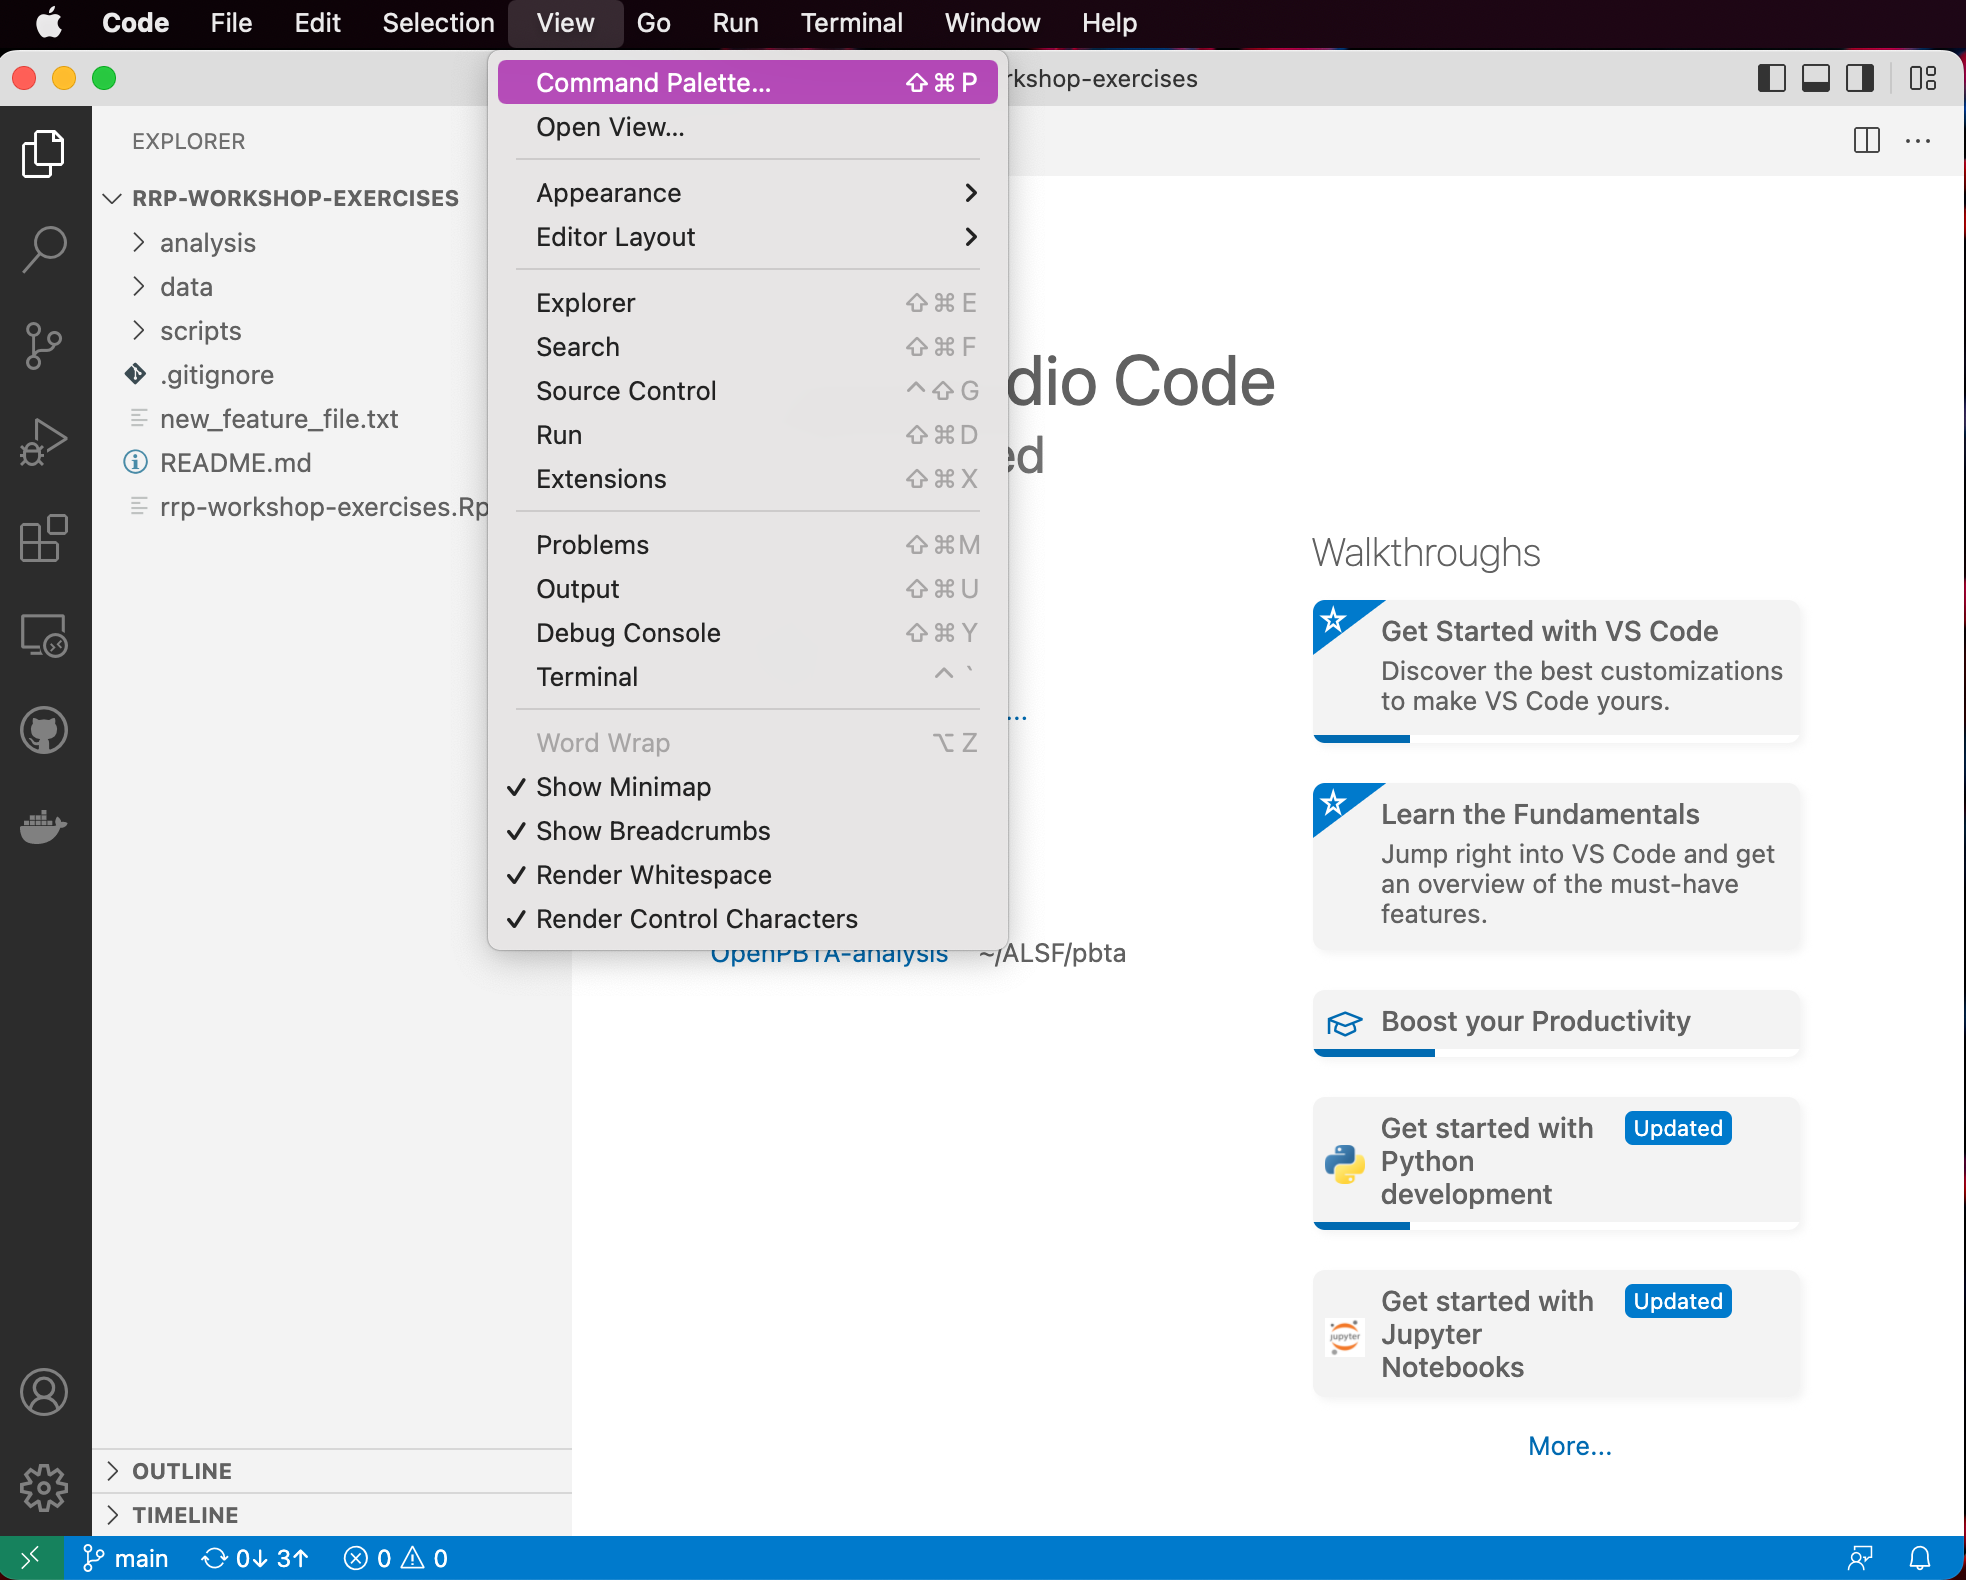 Code File Edit Selection View Go Run Terminal Window Help
kshop-exercises
EXPLORER
RRP-WORKSHOP-EXERCISES
analysis
data
scripts
.gitignore
new_feature_file.txt
README.md
rrp-workshop-exercises.Rp
OUTLINE
TIMELINE
Command Palette... ⇧⌘P
Open View...
Appearance
Editor Layout
Explorer ⇧⌘E
Search ⇧⌘F
Source Control ^⇧G
Run ⇧⌘D
Extensions ⇧⌘X
Problems ⇧⌘M
Output ⇧⌘U
Debug Console ⇧⌘Y
Terminal ^`
Word Wrap ⌥Z
✓ Show Minimap
✓ Show Breadcrumbs
✓ Render Whitespace
✓ Render Control Characters
dio Code
ed
...
OpenPBTA-analysis ~/ALSF/pbta
Walkthroughs
Get Started with VS Code
Discover the best customizations
to make VS Code yours.
Learn the Fundamentals
Jump right into VS Code and get
an overview of the must-have
features.
Boost your Productivity
Get started with Updated
Python
development
Get started with Updated
jupyter
Jupyter
Notebooks
More...
main 0↓ 3↑ 0 0